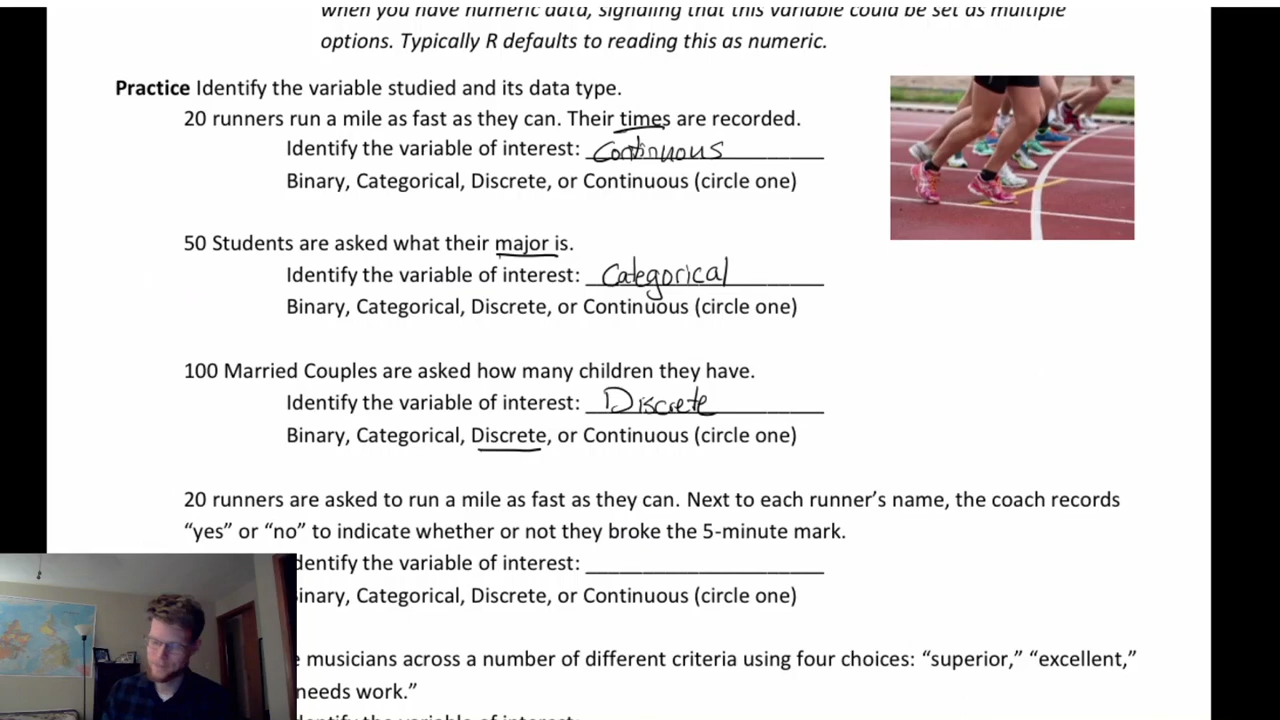 when you have numeric data, signaling that this variable could be set as multiple
options. Typically R defaults to reading this as numeric.
Practice Identify the variable studied and its data type.
20 runners run a mile as fast as they can. Their times are recorded.
Identify the variable of interest: Continuous
Binary, Categorical, Discrete, or Continuous (circle one)
50 Students are asked what their major is.
Identify the variable of interest: Categorical
Binary, Categorical, Discrete, or Continuous (circle one)
100 Married Couples are asked how many children they have.
Identify the variable of interest: Discrete
Binary, Categorical, Discrete, or Continuous (circle one)
20 runners are asked to run a mile as fast as they can. Next to each runner’s name, the coach records
“yes” or “no” to indicate whether or not they broke the 5-minute mark.
dentify the variable of interest: ____________________
inary, Categorical, Discrete, or Continuous (circle one)
musicians across a number of different criteria using four choices: “superior,” “excellent,”
needs work.”
dentify the variable of interest: